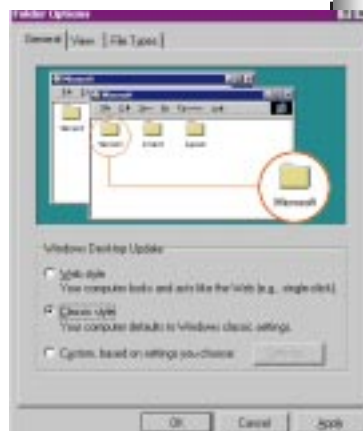 Folder Options
General View File Types
Microsoft
Microsoft
Windows Desktop Update
Web style
Your computer looks and acts like the Web (e.g., single click).
Classic style
Your computer defaults to Windows classic settings.
Custom, based on settings you choose:
OK Cancel Apply